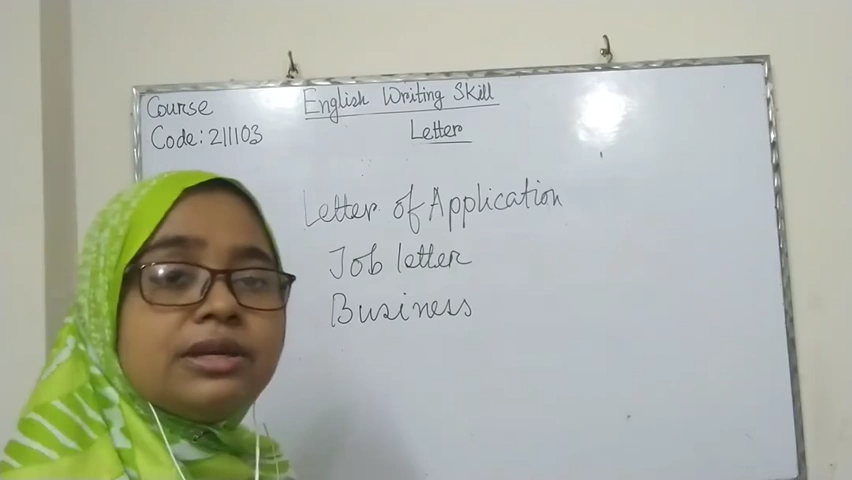 Course
Code: 211103
English Writing Skill
Letter
Letter of Application
Job letter
Business